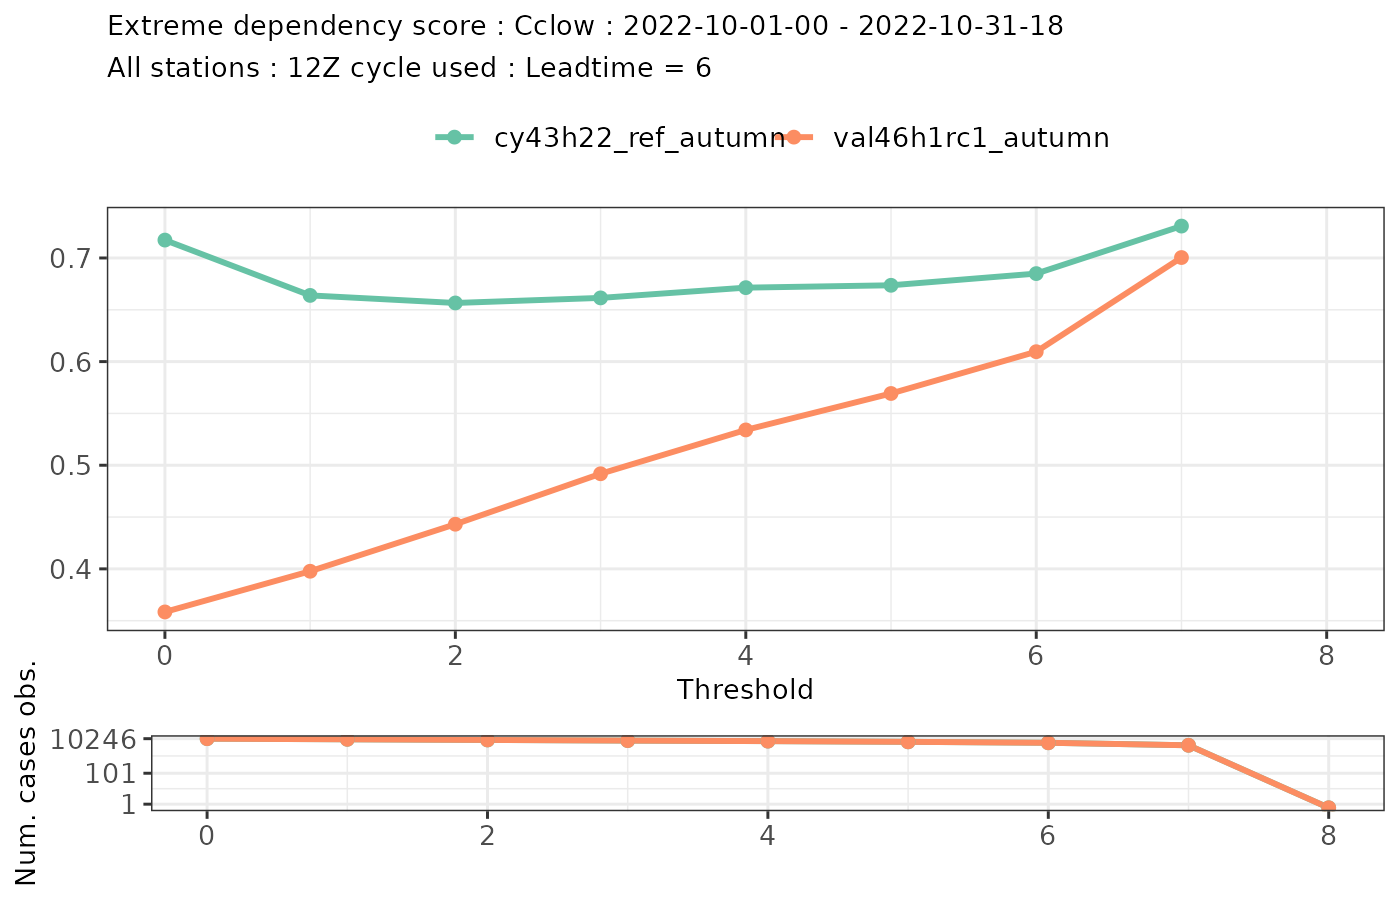 Extreme dependency score : Cclow : 2022-10-01-00 - 2022-10-31-18
All stations : 12Z cycle used : Leadtime = 6
cy43h22_ref_autumn val46h1rc1_autumn
0.7
0.6
0.5
0.4
0 2 4 6 8
Threshold
Num. cases obs.
10246
101
1
0 2 4 6 8